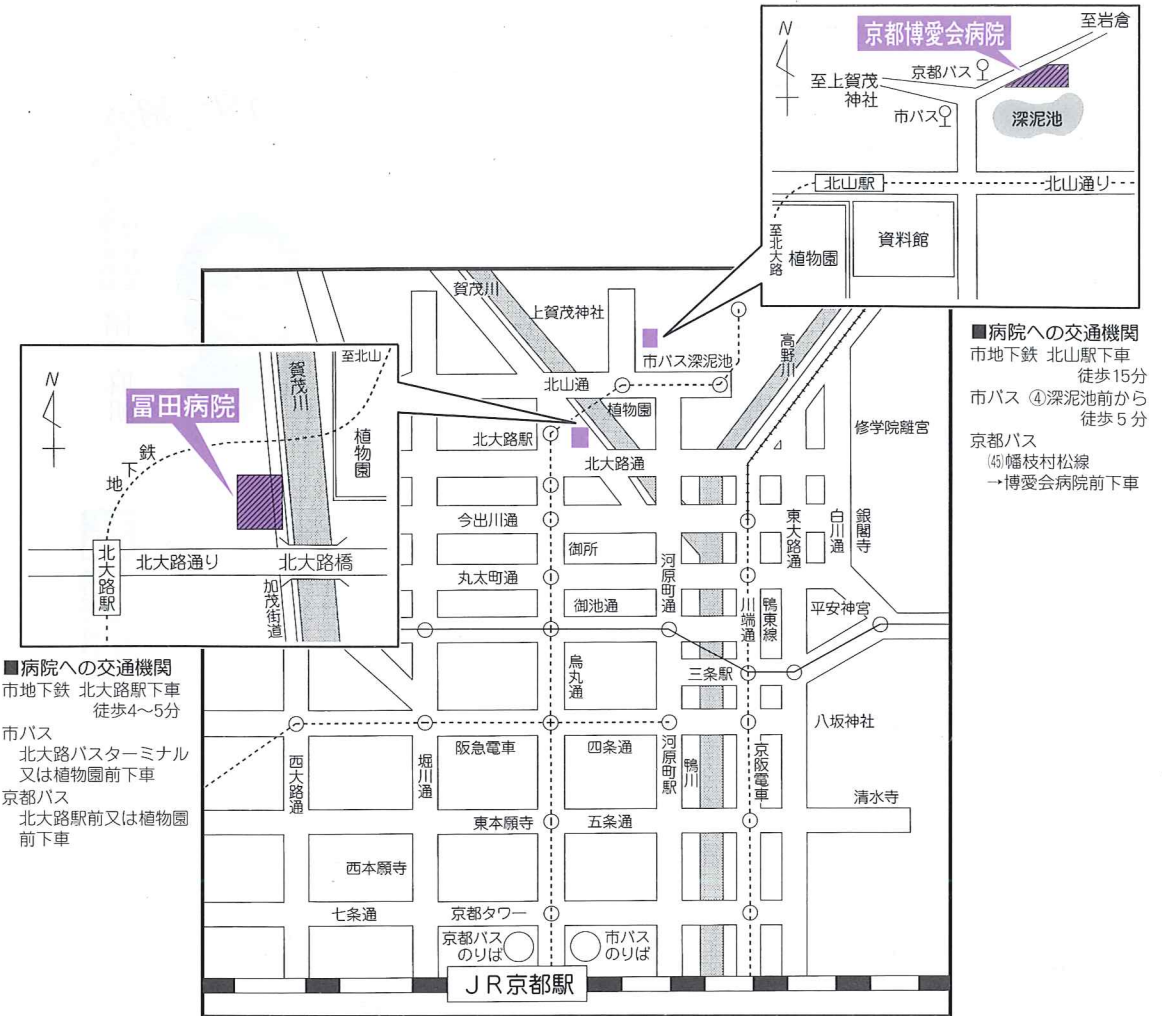 N
京都博愛会病院
至岩倉
京都バス
至上賀茂
神社
市バス
深泥池
北山駅
北山通り
至北大路
植物園
資料館
■病院への交通機関
市地下鉄 北山駅下車
徒歩15分
市バス ④深泥池前から
徒歩5分
京都バス
(45)幡枝村松線
→博愛会病院前下車
N
冨田病院
賀茂川
至北山
植物園
地下鉄
北大路駅
北大路通り
北大路橋
加茂街道
■病院への交通機関
市地下鉄 北大路駅下車
徒歩4〜5分
市バス
北大路バスターミナル
又は植物園前下車
京都バス
北大路駅前又は植物園
前下車
賀茂川
上賀茂神社
市バス深泥池
高野川
北山通
植物園
北大路駅
北大路通
修学院離宮
今出川通
御所
河原町通
東大路通
白川通
銀閣寺
丸太町通
御池通
川端通
鴨東線
平安神宮
烏丸通
三条駅
八坂神社
西大路通
堀川通
阪急電車
四条通
河原町駅
鴨川
京阪電車
清水寺
東本願寺
五条通
西本願寺
七条通
京都タワー
京都バス
のりば
市バス
のりば
JR京都駅